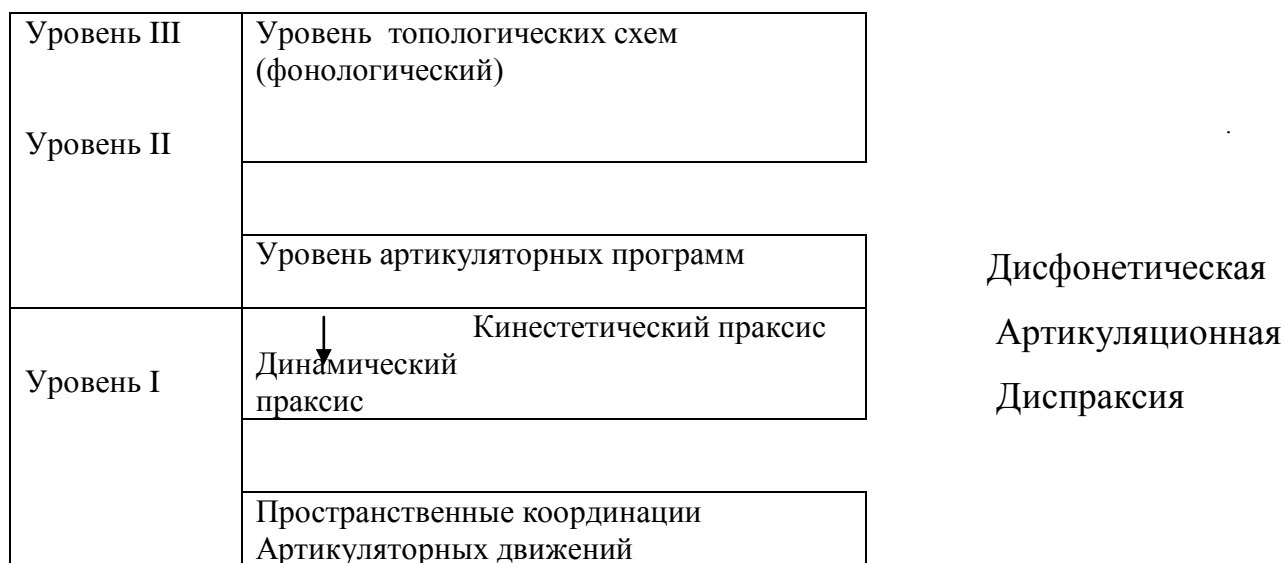 Уровень III
Уровень топологических схем
(фонологический)
Уровень II
Уровень артикуляторных программ
Кинестетический праксис
Динамический
праксис
Уровень I
Пространственные координации
Артикуляторных движений
Дисфонетическая
Артикуляционная
Диспраксия